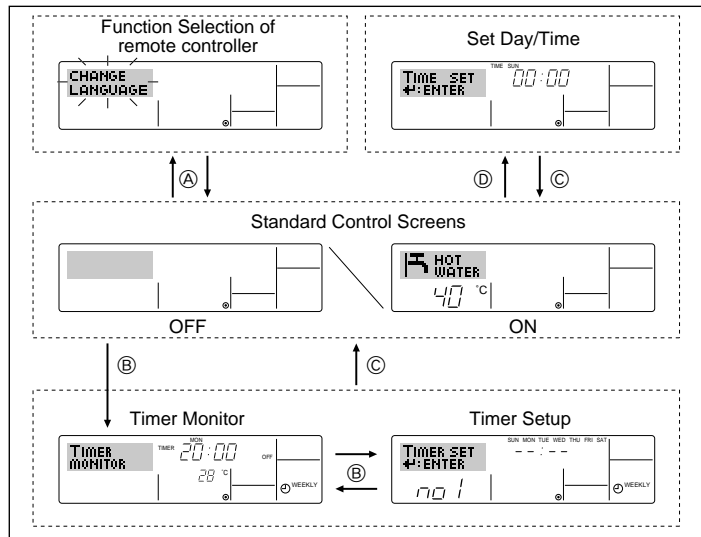 Function Selection of
remote controller
CHANGE
LANGUAGE
Set Day/Time
TIME SUN
TIME SET
00:00
↵:ENTER
Ⓐ
Ⓓ
Ⓒ
Standard Control Screens
HOT
WATER
40 °C
OFF
ON
Ⓑ
Ⓒ
Timer Monitor
MON
TIMER
MONITOR
TIMER
20:00
OFF
28 °C
WEEKLY
Ⓑ
Timer Setup
SUN MON TUE WED THU FRI SAT
TIMER SET
--:--
↵:ENTER
no 1
WEEKLY